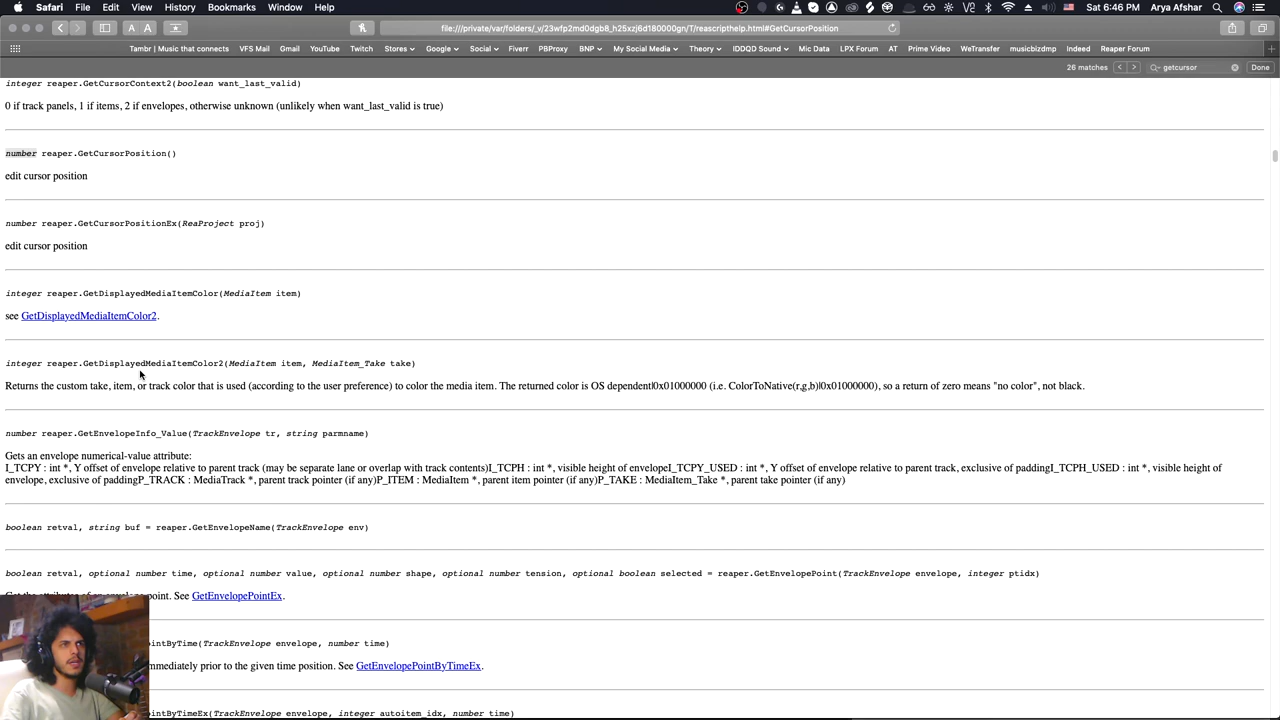 Safari File Edit View History Bookmarks Window Help Sat 6:46 PM Arya Afshar
file:///private/var/folders/_v/23wfp2md0dgb8_h25xzj6d180000gn/T/reascripthelp.html#GetCursorPosition
Tambr | Music that connects VFS Mail Gmail YouTube Twitch Stores Google Social Fiverr PBProxy BNP My Social Media Theory IDDQD Sound Mic Data LPX Forum AT Prime Video WeTransfer musicbizdmp Indeed Reaper Forum
26 matches getcursor Done
integer reaper.GetCursorContext2(boolean want_last_valid)
0 if track panels, 1 if items, 2 if envelopes, otherwise unknown (unlikely when want_last_valid is true)
number reaper.GetCursorPosition()
edit cursor position
number reaper.GetCursorPositionEx(ReaProject proj)
edit cursor position
integer reaper.GetDisplayedMediaItemColor(MediaItem item)
see GetDisplayedMediaItemColor2.
integer reaper.GetDisplayedMediaItemColor2(MediaItem item, MediaItem_Take take)
Returns the custom take, item, or track color that is used (according to the user preference) to color the media item. The returned color is OS dependent|0x01000000 (i.e. ColorToNative(r,g,b)|0x01000000), so a return of zero means "no color", not black.
number reaper.GetEnvelopeInfo_Value(TrackEnvelope tr, string parmname)
Gets an envelope numerical-value attribute:
I_TCPY : int *, Y offset of envelope relative to parent track (may be separate lane or overlap with track contents)I_TCPH : int *, visible height of envelopeI_TCPY_USED : int *, Y offset of envelope relative to parent track, exclusive of paddingI_TCPH_USED : int *, visible height of
envelope, exclusive of paddingP_TRACK : MediaTrack *, parent track pointer (if any)P_ITEM : MediaItem *, parent item pointer (if any)P_TAKE : MediaItem_Take *, parent take pointer (if any)
boolean retval, string buf = reaper.GetEnvelopeName(TrackEnvelope env)
boolean retval, optional number time, optional number value, optional number shape, optional number tension, optional boolean selected = reaper.GetEnvelopePoint(TrackEnvelope envelope, integer ptidx)
point. See GetEnvelopePointEx.
ointByTime(TrackEnvelope envelope, number time)
mmediately prior to the given time position. See GetEnvelopePointByTimeEx.
ointByTimeEx(TrackEnvelope envelope, integer autoitem_idx, number time)